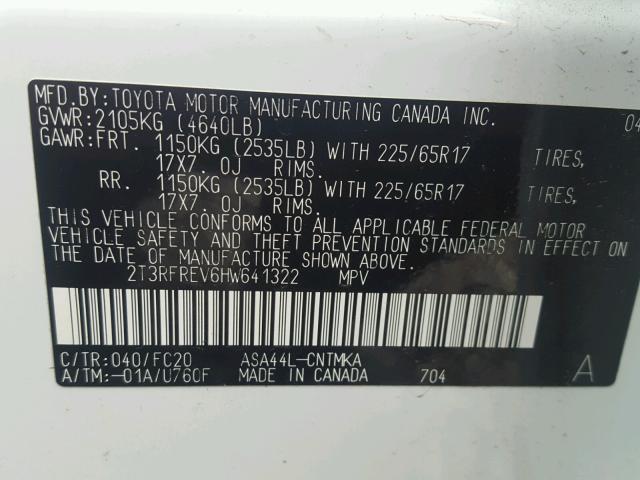 MFD.BY:TOYOTA MOTOR MANUFACTURING CANADA INC. 04
GVWR:2105KG (4640LB)
GAWR:FRT. 1150KG (2535LB) WITH 225/65R17 TIRES,
17X7.0J RIMS.
RR. 1150KG (2535LB) WITH 225/65R17 TIRES,
17X7.0J RIMS.
THIS VEHICLE CONFORMS TO ALL APPLICABLE FEDERAL MOTOR
VEHICLE SAFETY AND THEFT PREVENTION STANDARDS IN EFFECT ON
THE DATE OF MANUFACTURE SHOWN ABOVE.
2T3RFREV6HW641322 MPV
C/TR:040/FC20 ASA44L-CNTMKA
A/TM:-01A/U760F MADE IN CANADA 704 A